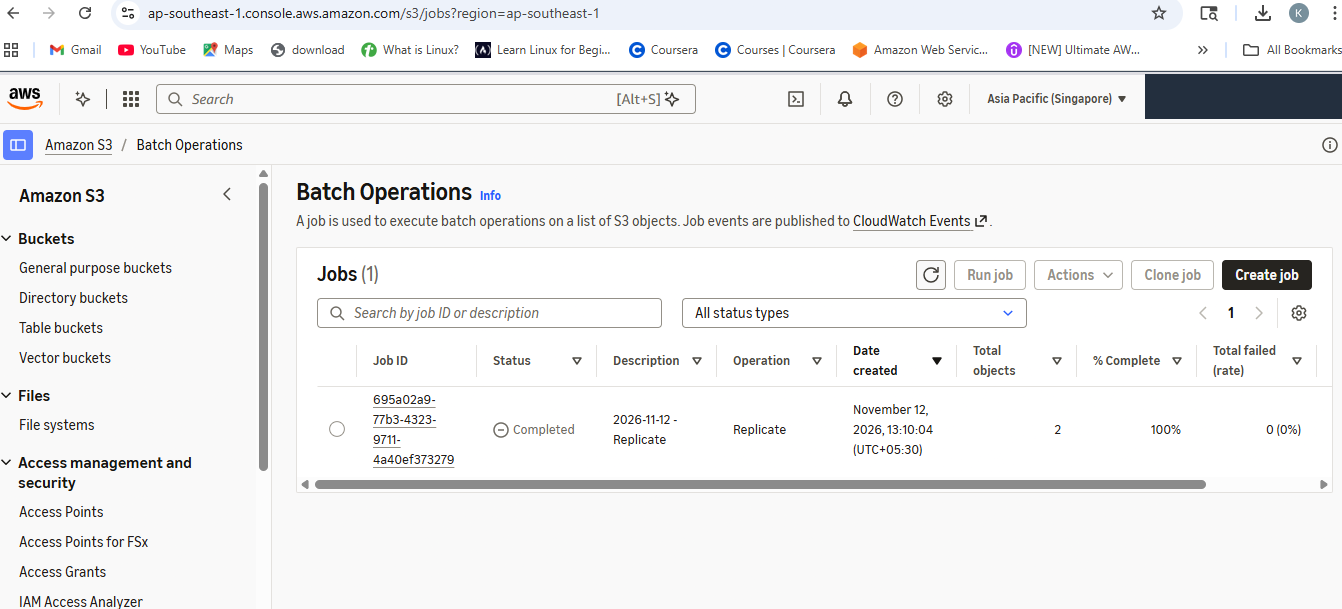 ap-southeast-1.console.aws.amazon.com/s3/jobs?region=ap-southeast-1
K
Gmail YouTube Maps download What is Linux? Learn Linux for Begi... Coursera Courses | Coursera Amazon Web Servic... [NEW] Ultimate AW... » All Bookmarks
aws Search [Alt+S] Asia Pacific (Singapore)
Amazon S3 / Batch Operations
Amazon S3
Buckets
General purpose buckets
Directory buckets
Table buckets
Vector buckets
Files
File systems
Access management and
security
Access Points
Access Points for FSx
Access Grants
IAM Access Analyzer
Batch Operations Info
A job is used to execute batch operations on a list of S3 objects. Job events are published to CloudWatch Events.
Jobs (1) Run job Actions Clone job Create job
Search by job ID or description All status types 1
Job ID Status Description Operation Date
created Total
objects % Complete Total failed
(rate)
695a02a9-
77b3-4323-
9711-
4a40ef373279
Completed
2026-11-12 -
Replicate
Replicate
November 12,
2026, 13:10:04
(UTC+05:30)
2
100%
0 (0%)